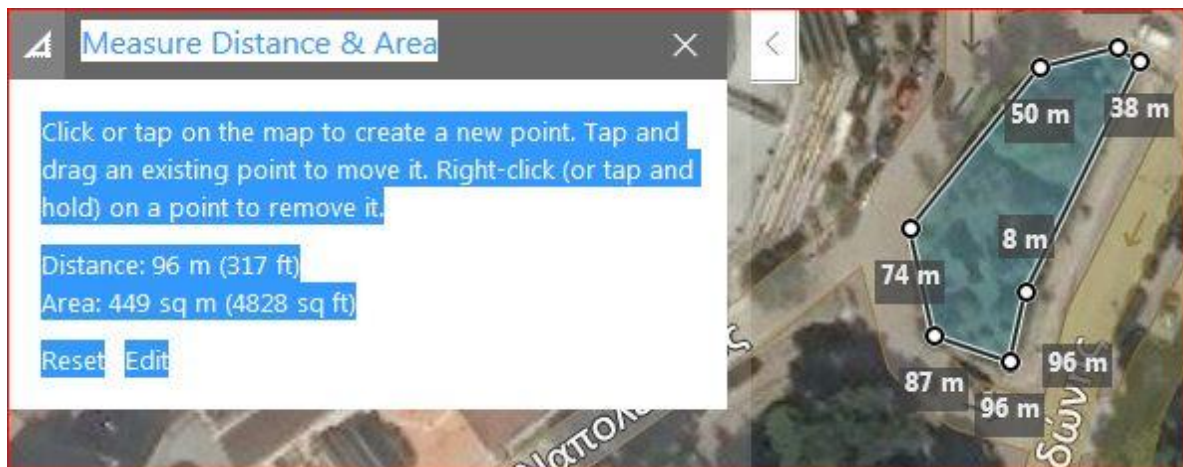 Measure Distance & Area
Click or tap on the map to create a new point. Tap and
drag an existing point to move it. Right-click (or tap and
hold) on a point to remove it.
Distance: 96 m (317 ft)
Area: 449 sq m (4828 sq ft)
Reset Edit
50 m
38 m
8 m
74 m
96 m
87 m
96 m